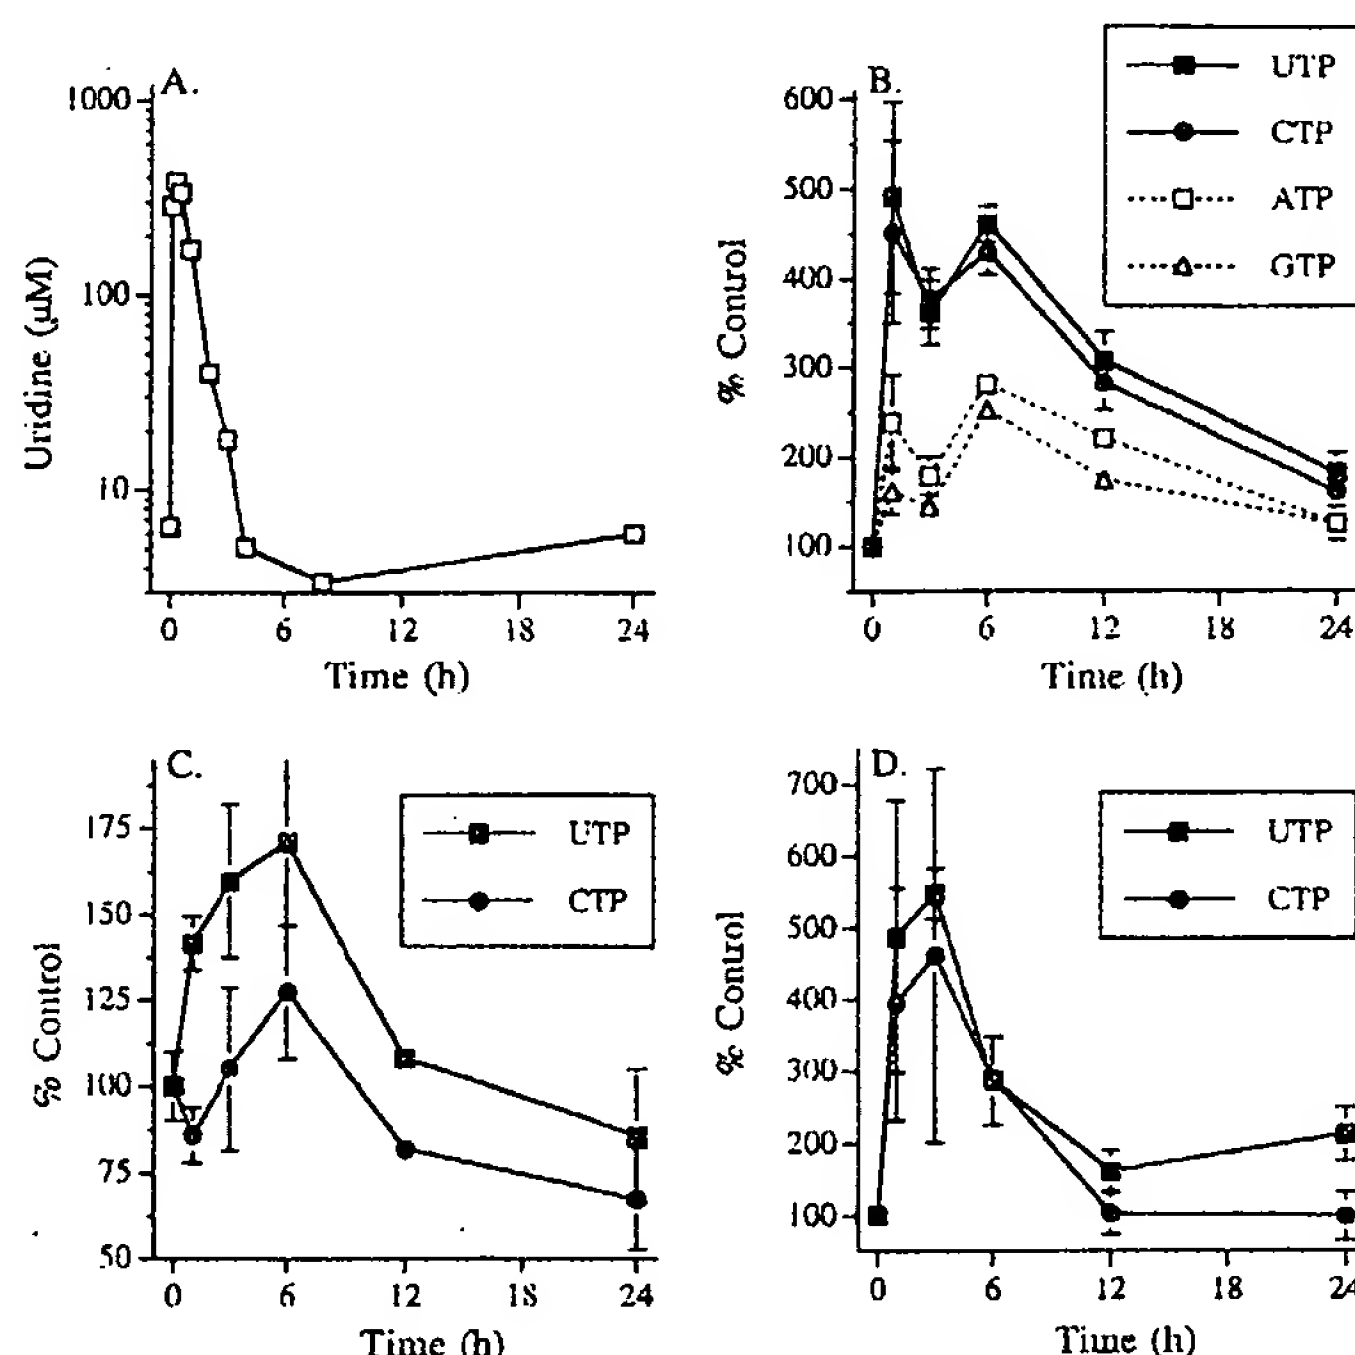 A.
1000
100
10
Uridine (µM)
0 6 12 18 24
Time (h)
B.
UTP
CTP
ATP
GTP
600
500
400
300
200
100
% Control
0 6 12 18 24
Time (h)
C.
UTP
CTP
175
150
125
100
75
50
% Control
0 6 12 18 24
Time (h)
D.
UTP
CTP
700
600
500
400
300
200
100
% Control
0 6 12 18 24
Time (h)